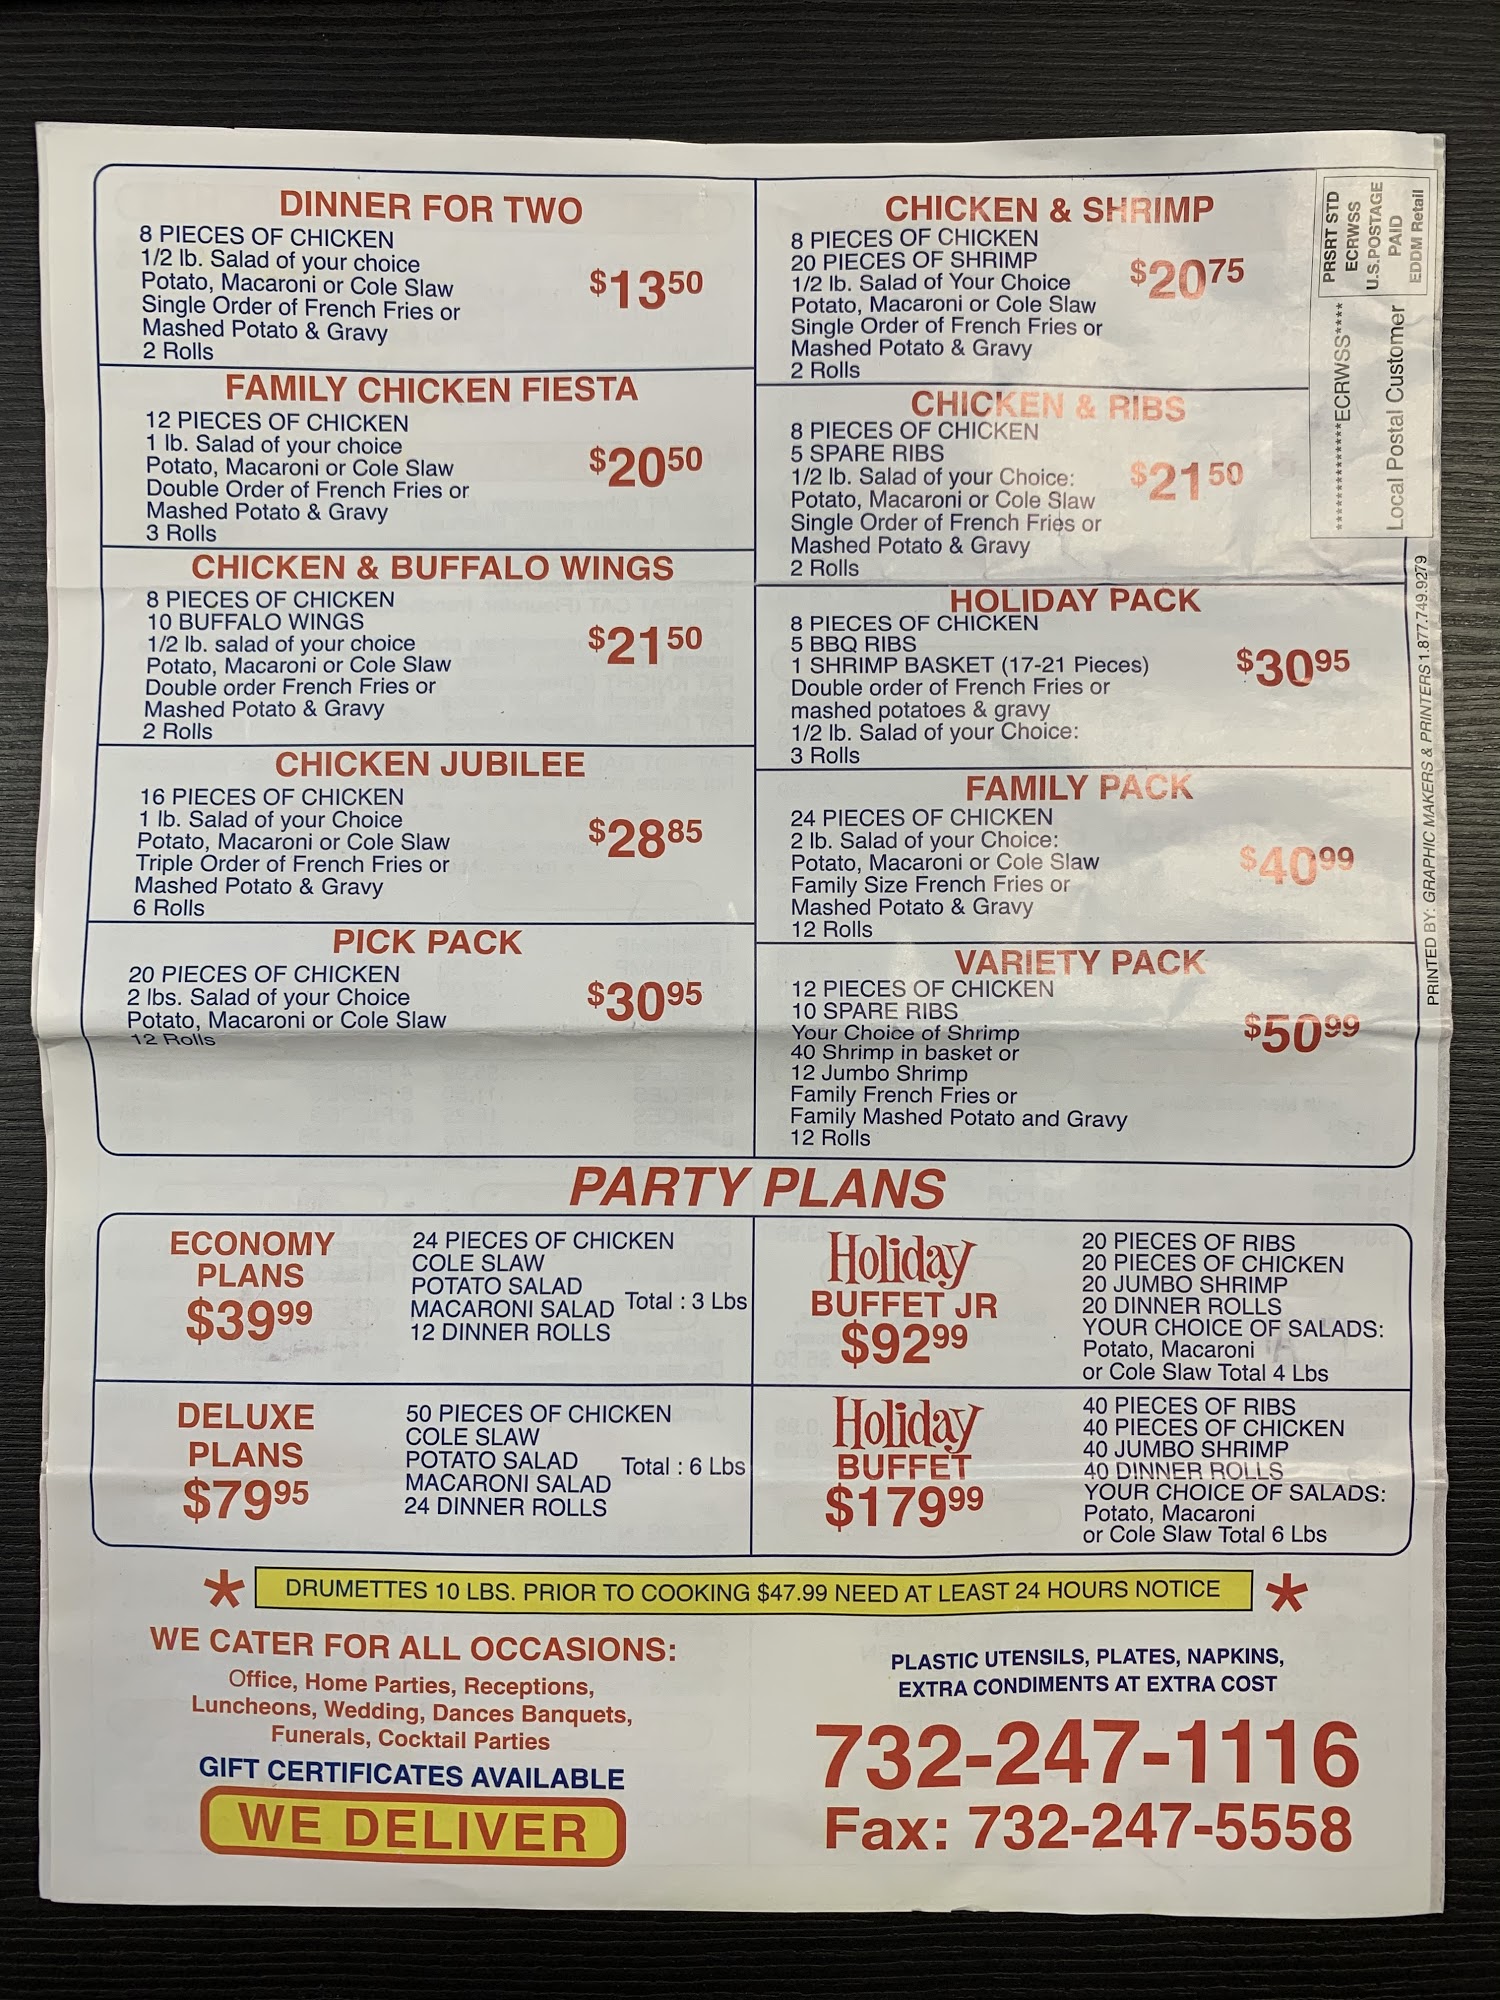 DINNER FOR TWO
8 PIECES OF CHICKEN
1/2 lb. Salad of your choice
Potato, Macaroni or Cole Slaw
Single Order of French Fries or
Mashed Potato & Gravy
2 Rolls
$13 50
FAMILY CHICKEN FIESTA
12 PIECES OF CHICKEN
1 lb. Salad of your choice
Potato, Macaroni or Cole Slaw
Double Order of French Fries or
Mashed Potato & Gravy
3 Rolls
$20 50
CHICKEN & BUFFALO WINGS
8 PIECES OF CHICKEN
10 BUFFALO WINGS
1/2 lb. salad of your choice
Potato, Macaroni or Cole Slaw
Double order French Fries or
Mashed Potato & Gravy
2 Rolls
$21 50
CHICKEN JUBILEE
16 PIECES OF CHICKEN
1 lb. Salad of your Choice
Potato, Macaroni or Cole Slaw
Triple Order of French Fries or
Mashed Potato & Gravy
6 Rolls
$28 85
PICK PACK
20 PIECES OF CHICKEN
2 lbs. Salad of your Choice
Potato, Macaroni or Cole Slaw
12 Rolls
$30 95
CHICKEN & SHRIMP
8 PIECES OF CHICKEN
20 PIECES OF SHRIMP
1/2 lb. Salad of Your Choice
Potato, Macaroni or Cole Slaw
Single Order of French Fries or
Mashed Potato & Gravy
2 Rolls
$20 75
CHICKEN & RIBS
8 PIECES OF CHICKEN
5 SPARE RIBS
1/2 lb. Salad of your Choice:
Potato, Macaroni or Cole Slaw
Single Order of French Fries or
Mashed Potato & Gravy
2 Rolls
$21 50
HOLIDAY PACK
8 PIECES OF CHICKEN
5 BBQ RIBS
1 SHRIMP BASKET (17-21 Pieces)
Double order of French Fries or
mashed potatoes & gravy
1/2 lb. Salad of your Choice:
3 Rolls
$30 95
FAMILY PACK
24 PIECES OF CHICKEN
2 lb. Salad of your Choice:
Potato, Macaroni or Cole Slaw
Family Size French Fries or
Mashed Potato & Gravy
12 Rolls
$40 99
VARIETY PACK
12 PIECES OF CHICKEN
10 SPARE RIBS
Your Choice of Shrimp
40 Shrimp in basket or
12 Jumbo Shrimp
Family French Fries or
Family Mashed Potato and Gravy
12 Rolls
$50 99
PRSRT STD
ECRWSS
U.S.POSTAGE
PAID
EDDM Retail
****************ECRWSS****
Local Postal Customer
PRINTED BY: GRAPHIC MAKERS & PRINTERS 1.877.749.9279
PARTY PLANS
ECONOMY
PLANS
$39 99
24 PIECES OF CHICKEN
COLE SLAW
POTATO SALAD
MACARONI SALAD
12 DINNER ROLLS
Total : 3 Lbs
Holiday
BUFFET JR
$92 99
20 PIECES OF RIBS
20 PIECES OF CHICKEN
20 JUMBO SHRIMP
20 DINNER ROLLS
YOUR CHOICE OF SALADS:
Potato, Macaroni
or Cole Slaw Total 4 Lbs
DELUXE
PLANS
$79 95
50 PIECES OF CHICKEN
COLE SLAW
POTATO SALAD
MACARONI SALAD
24 DINNER ROLLS
Total : 6 Lbs
Holiday
BUFFET
$179 99
40 PIECES OF RIBS
40 PIECES OF CHICKEN
40 JUMBO SHRIMP
40 DINNER ROLLS
YOUR CHOICE OF SALADS:
Potato, Macaroni
or Cole Slaw Total 6 Lbs
* DRUMETTES 10 LBS. PRIOR TO COOKING $47.99 NEED AT LEAST 24 HOURS NOTICE *
WE CATER FOR ALL OCCASIONS:
Office, Home Parties, Receptions,
Luncheons, Wedding, Dances Banquets,
Funerals, Cocktail Parties
GIFT CERTIFICATES AVAILABLE
WE DELIVER
PLASTIC UTENSILS, PLATES, NAPKINS,
EXTRA CONDIMENTS AT EXTRA COST
732-247-1116
Fax: 732-247-5558